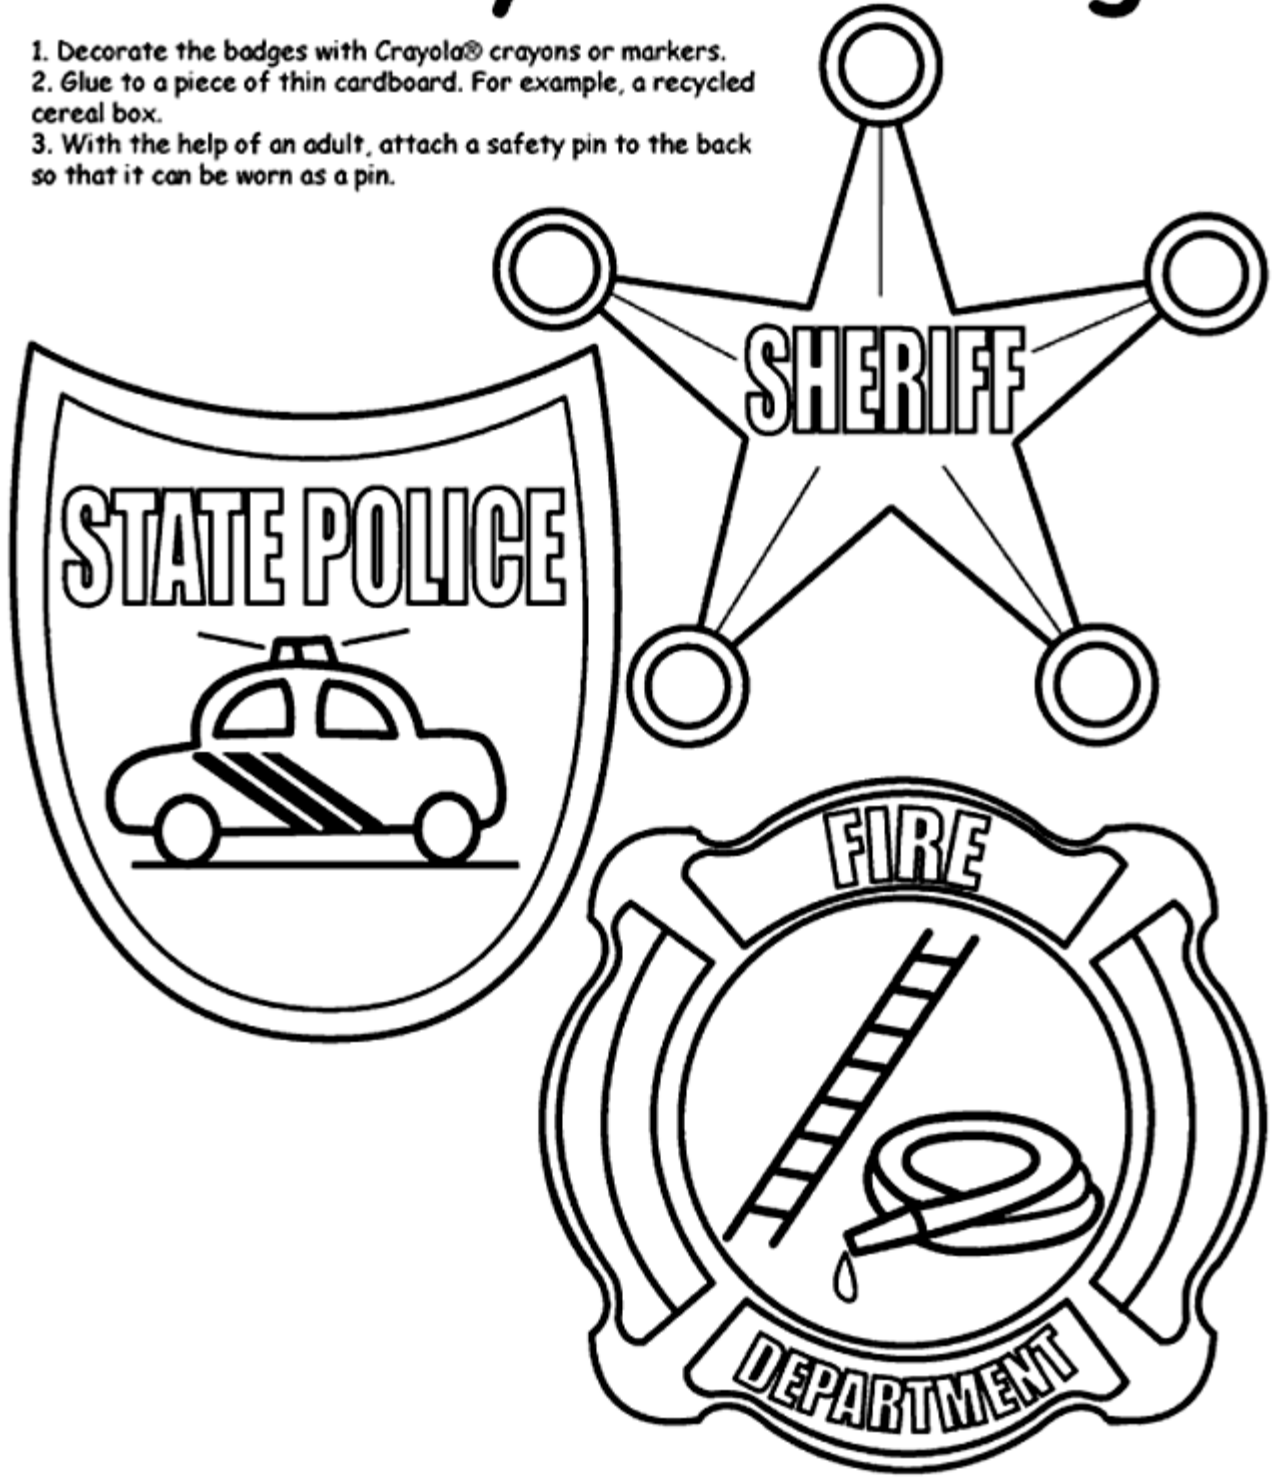 1. Decorate the badges with Crayola® crayons or markers.
2. Glue to a piece of thin cardboard. For example, a recycled
cereal box.
3. With the help of an adult, attach a safety pin to the back
so that it can be worn as a pin.
SHERIFF
STATE POLICE
FIRE
DEPARTMENT